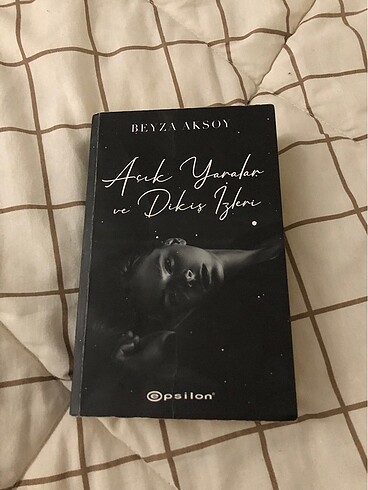 BEYZA AKSOY
Açık Yaralar
ve Dikiş İzleri
epsilon